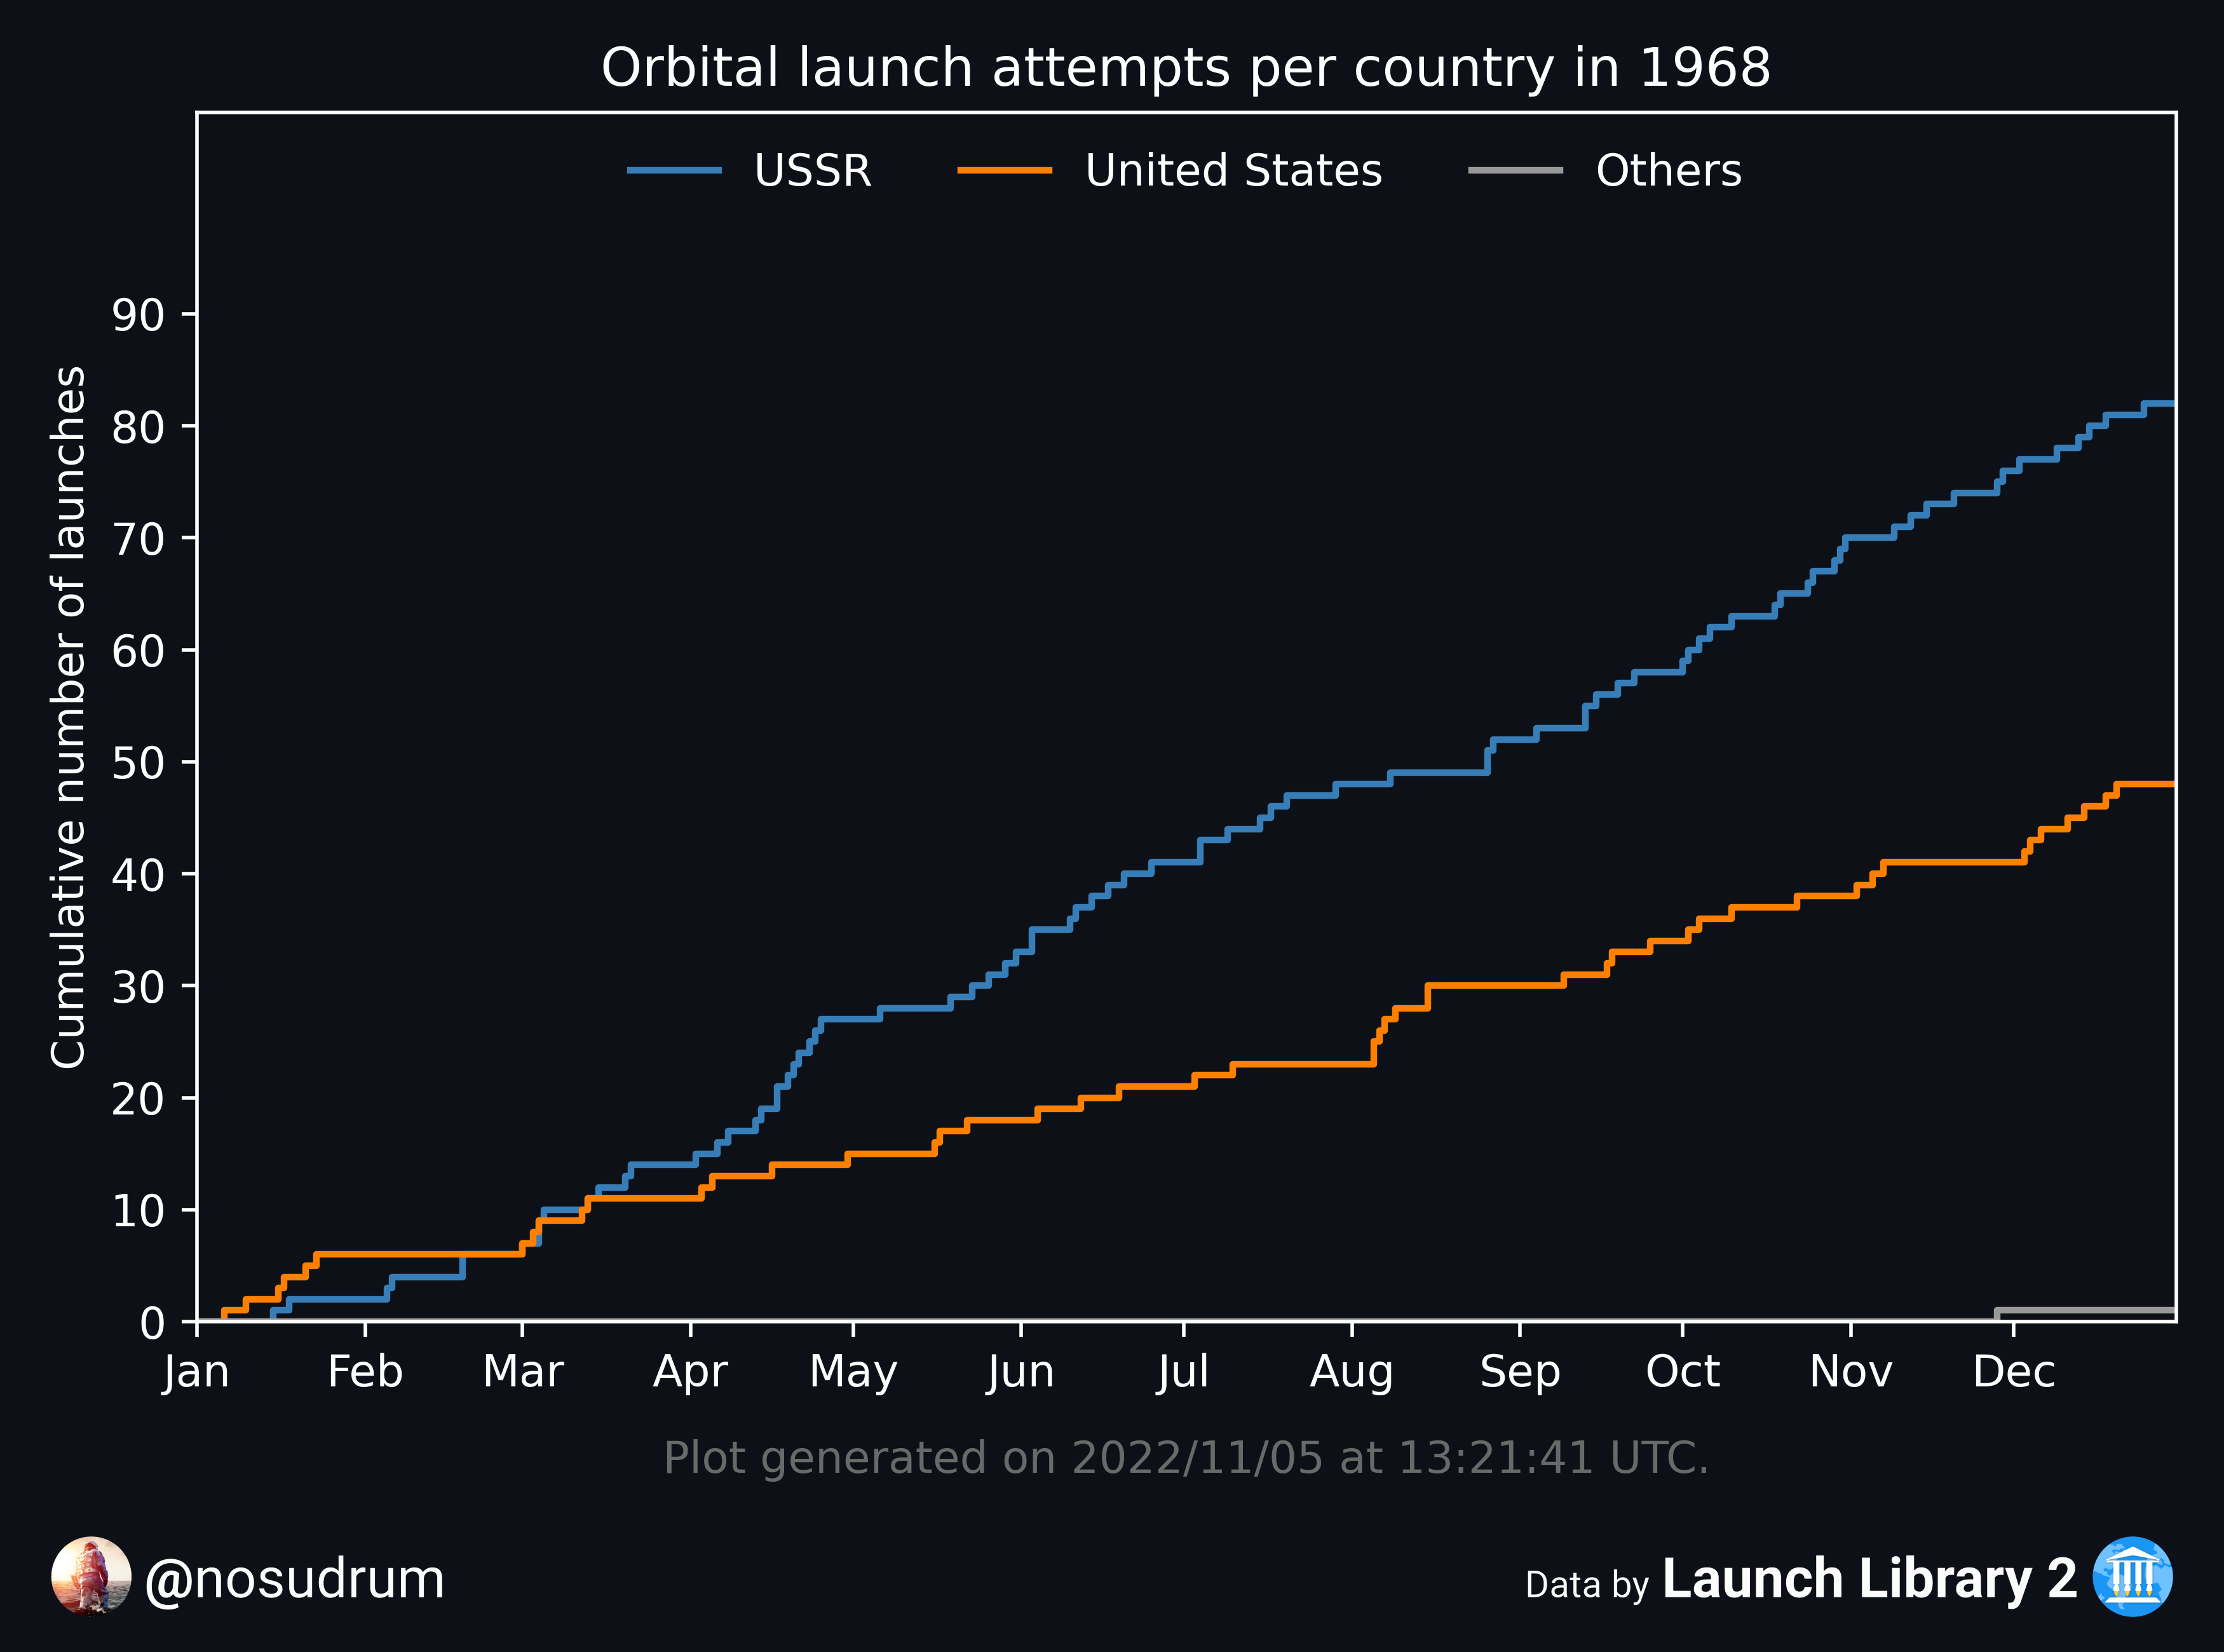 Orbital launch attempts per country in 1968
USSR United States Others
Cumulative number of launches
90
80
70
60
50
40
30
20
10
0
Jan Feb Mar Apr May Jun Jul Aug Sep Oct Nov Dec
Plot generated on 2022/11/05 at 13:21:41 UTC.
@nosudrum
Data by Launch Library 2